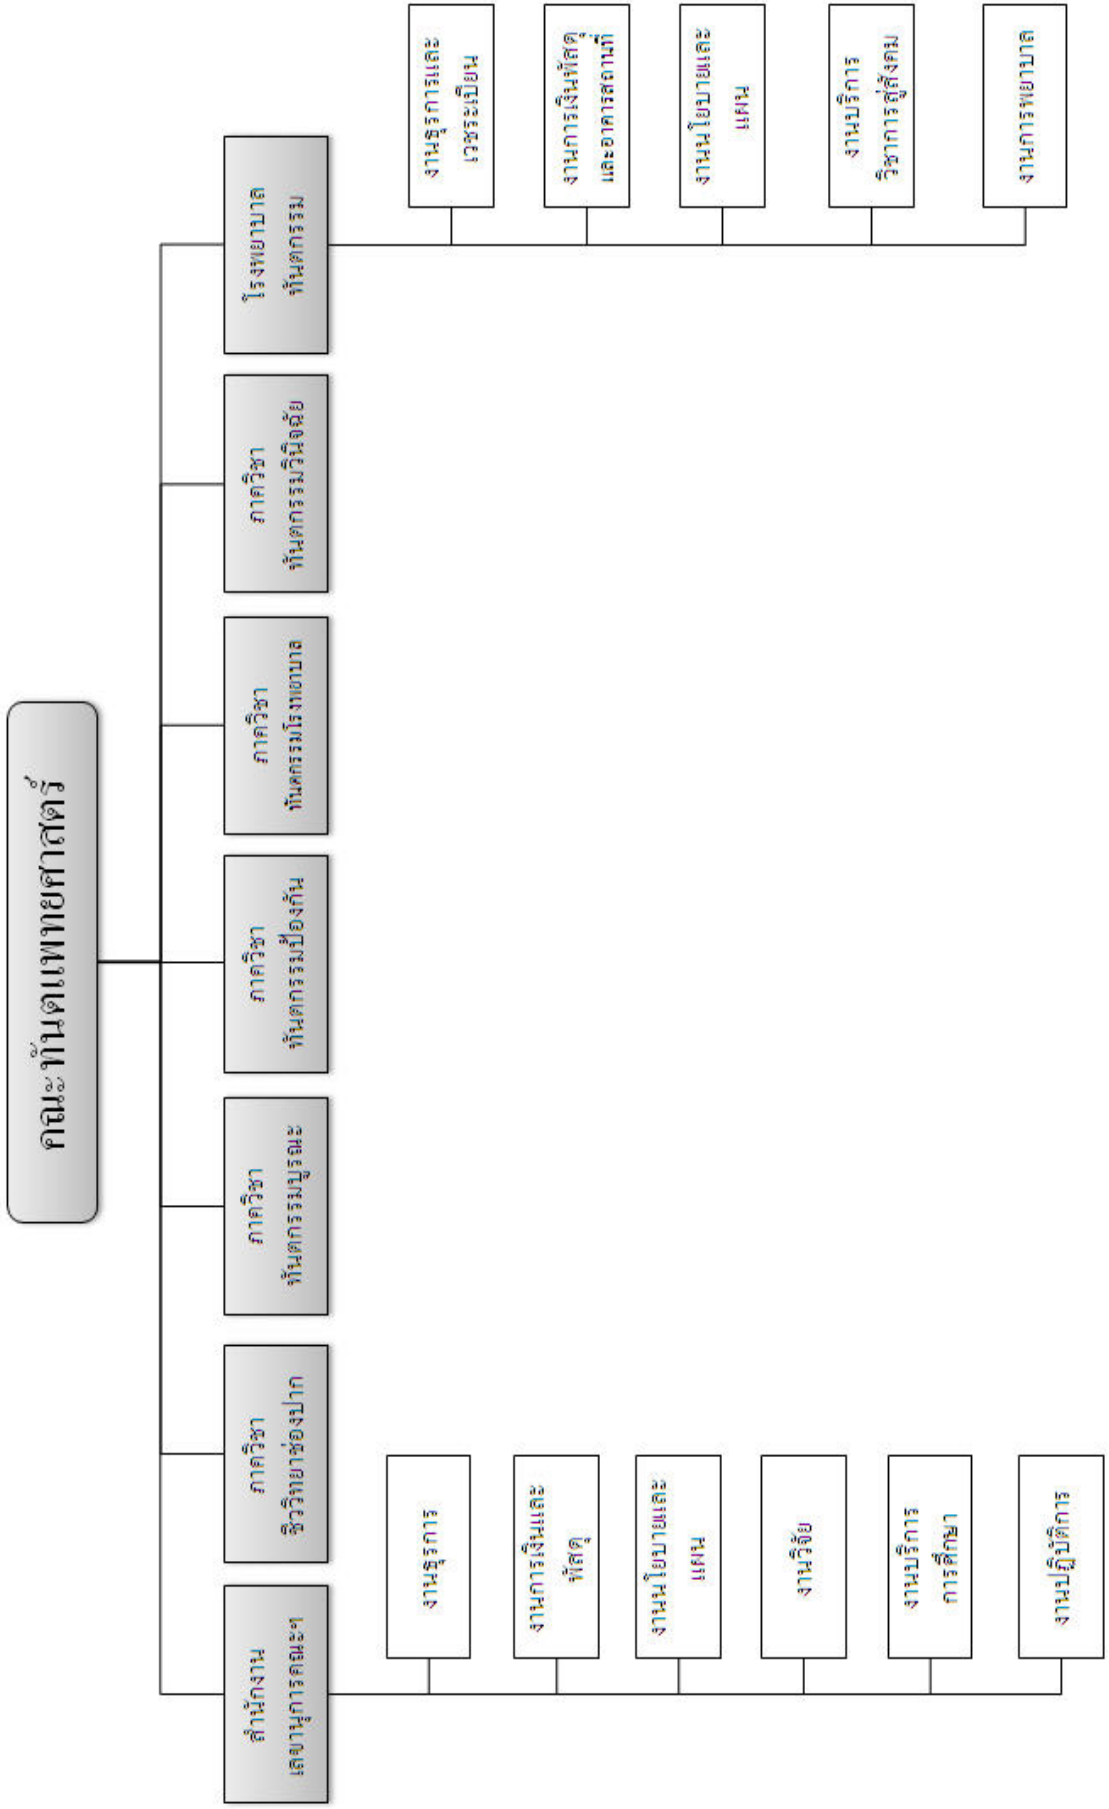 คณะทันตแพทยศาสตร์
สำนักงาน
เลขานุการคณะฯ
ภาควิชา
ชีววิทยาช่องปาก
ภาควิชา
ทันตกรรมบูรณะ
ภาควิชา
ทันตกรรมป้องกัน
ภาควิชา
ทันตกรรมโรงพยาบาล
ภาควิชา
ทันตกรรมวินิจฉัย
โรงพยาบาล
ทันตกรรม
งานธุรการ
งานการเงินและ
พัสดุ
งานนโยบายและ
แผน
งานวิจัย
งานบริการ
การศึกษา
งานปฏิบัติการ
งานธุรการและ
เวชระเบียน
งานการเงินพัสดุ
และอาคารสถานที่
งานนโยบายและ
แผน
งานบริการ
วิชาการสู่สังคม
งานการพยาบาล